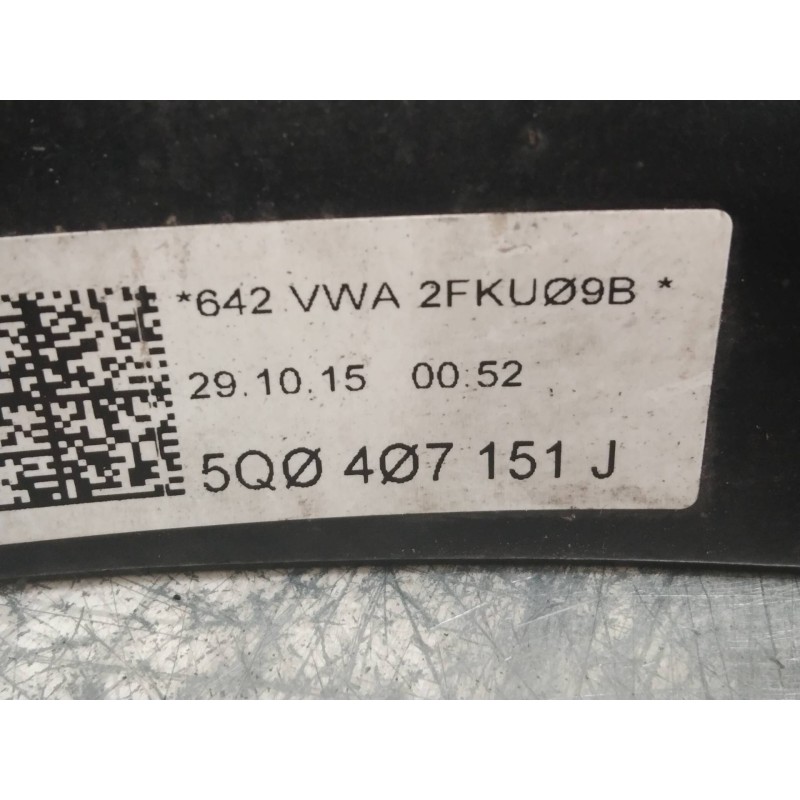 *642 VWA 2FKUØ9B *
29.10.15 00:52
5QØ 4Ø7 151 J